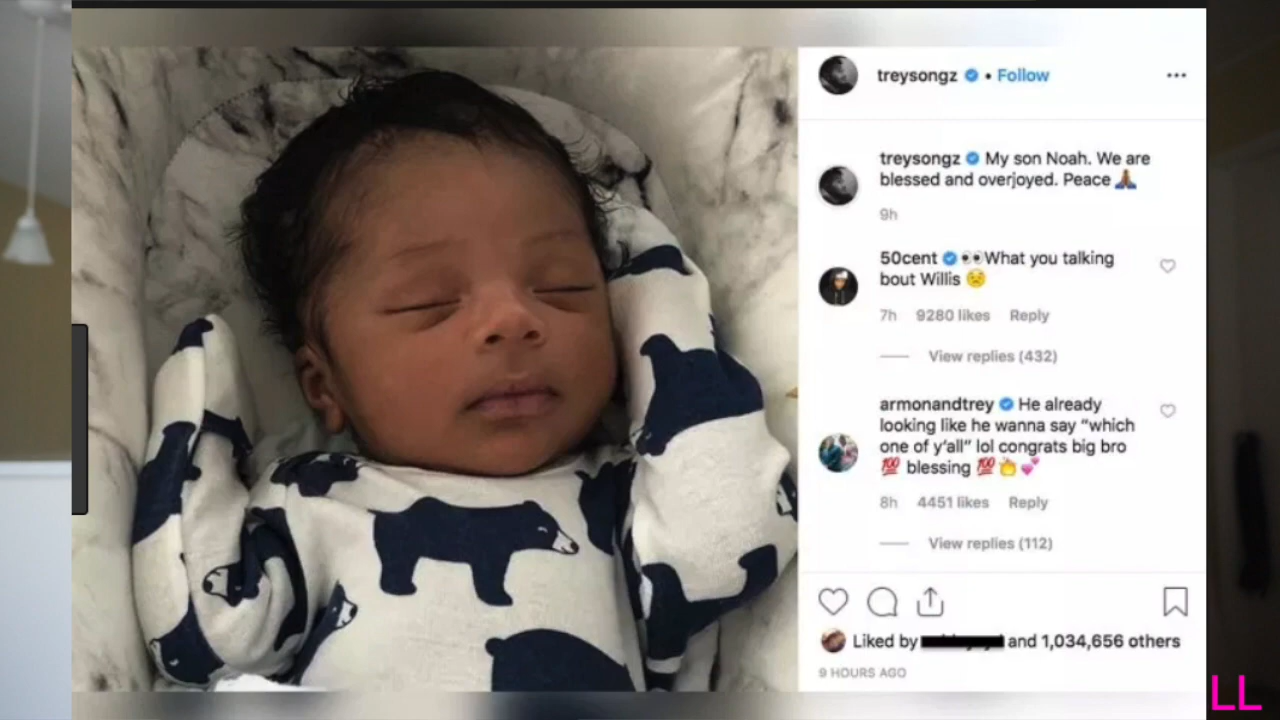 treysongz • Follow •••
treysongz My son Noah. We are
blessed and overjoyed. Peace 🙏🏾
9h
50cent 👀What you talking
bout Willis 😟
7h 9280 likes Reply
View replies (432)
armonandtrey He already
looking like he wanna say “which
one of y’all” lol congrats big bro
💯 blessing 💯👏💞
8h 4451 likes Reply
View replies (112)
Liked by and 1,034,656 others
9 HOURS AGO
LL